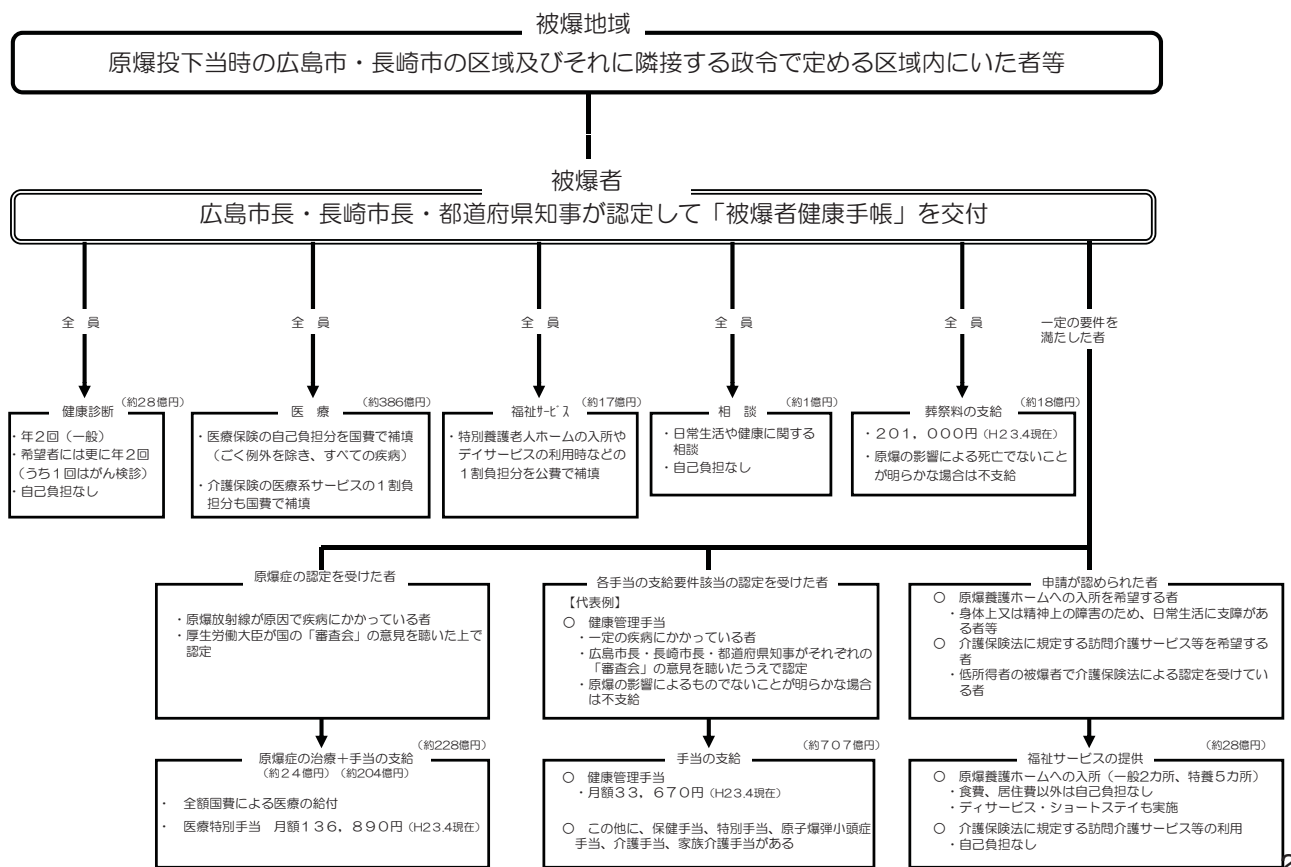 被爆地域
原爆投下当時の広島市・長崎市の区域及びそれに隣接する政令で定める区域内にいた者等
被爆者
広島市長・長崎市長・都道府県知事が認定して「被爆者健康手帳」を交付
全 員
全 員
全 員
全 員
全 員
一定の要件を
満たした者
健康診断
(約28億円)
・年2回(一般)
・希望者には更に年2回
(うち1回はがん検診)
・自己負担なし
医 療
(約386億円)
・医療保険の自己負担分を国費で補填
(ごく例外を除き、すべての疾病)
・介護保険の医療系サービスの1割負
担分も国費で補填
福祉サービス
(約17億円)
・特別養護老人ホームの入所や
デイサービスの利用時などの
1割負担分を公費で補填
相 談
(約1億円)
・日常生活や健康に関する
相談
・自己負担なし
葬祭料の支給
(約18億円)
・201,000円(H23.4現在)
・原爆の影響による死亡でないこと
が明らかな場合は不支給
原爆症の認定を受けた者
・原爆放射線が原因で疾病にかかっている者
・厚生労働大臣が国の「審査会」の意見を聴いた上で
認定
各手当の支給要件該当の認定を受けた者
【代表例】
○ 健康管理手当
・一定の疾病にかかっている者
・広島市長・長崎市長・都道府県知事がそれぞれの
「審査会」の意見を聴いたうえで認定
・原爆の影響によるものでないことが明らかな場合
は不支給
申請が認められた者
○ 原爆養護ホームへの入所を希望する者
・身体上又は精神上の障害のため、日常生活に支障があ
る者等
○ 介護保険法に規定する訪問介護サービス等を希望する
者
・低所得者の被爆者で介護保険法による認定を受けてい
る者
(約228億円)
原爆症の治療+手当の支給
(約24億円) (約204億円)
・ 全額国費による医療の給付
・ 医療特別手当 月額136,890円(H23.4現在)
(約707億円)
手当の支給
○ 健康管理手当
・月額33,670円(H23.4現在)
○ この他に、保健手当、特別手当、原子爆弾小頭症
手当、介護手当、家族介護手当がある
(約28億円)
福祉サービスの提供
○ 原爆養護ホームへの入所(一般2カ所、特養5カ所)
・食費、居住費以外は自己負担なし
・ディサービス・ショートステイも実施
○ 介護保険法に規定する訪問介護サービス等の利用
・自己負担なし